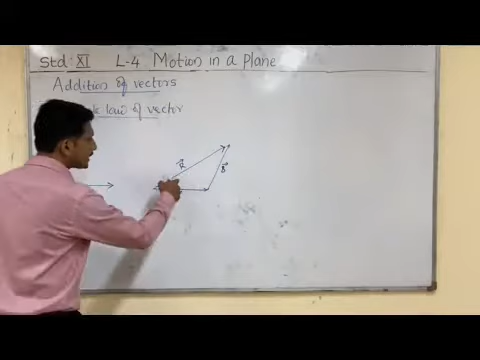 Std: XI L-4 Motion in a plane
Addition of vectors
law of vector
R
B